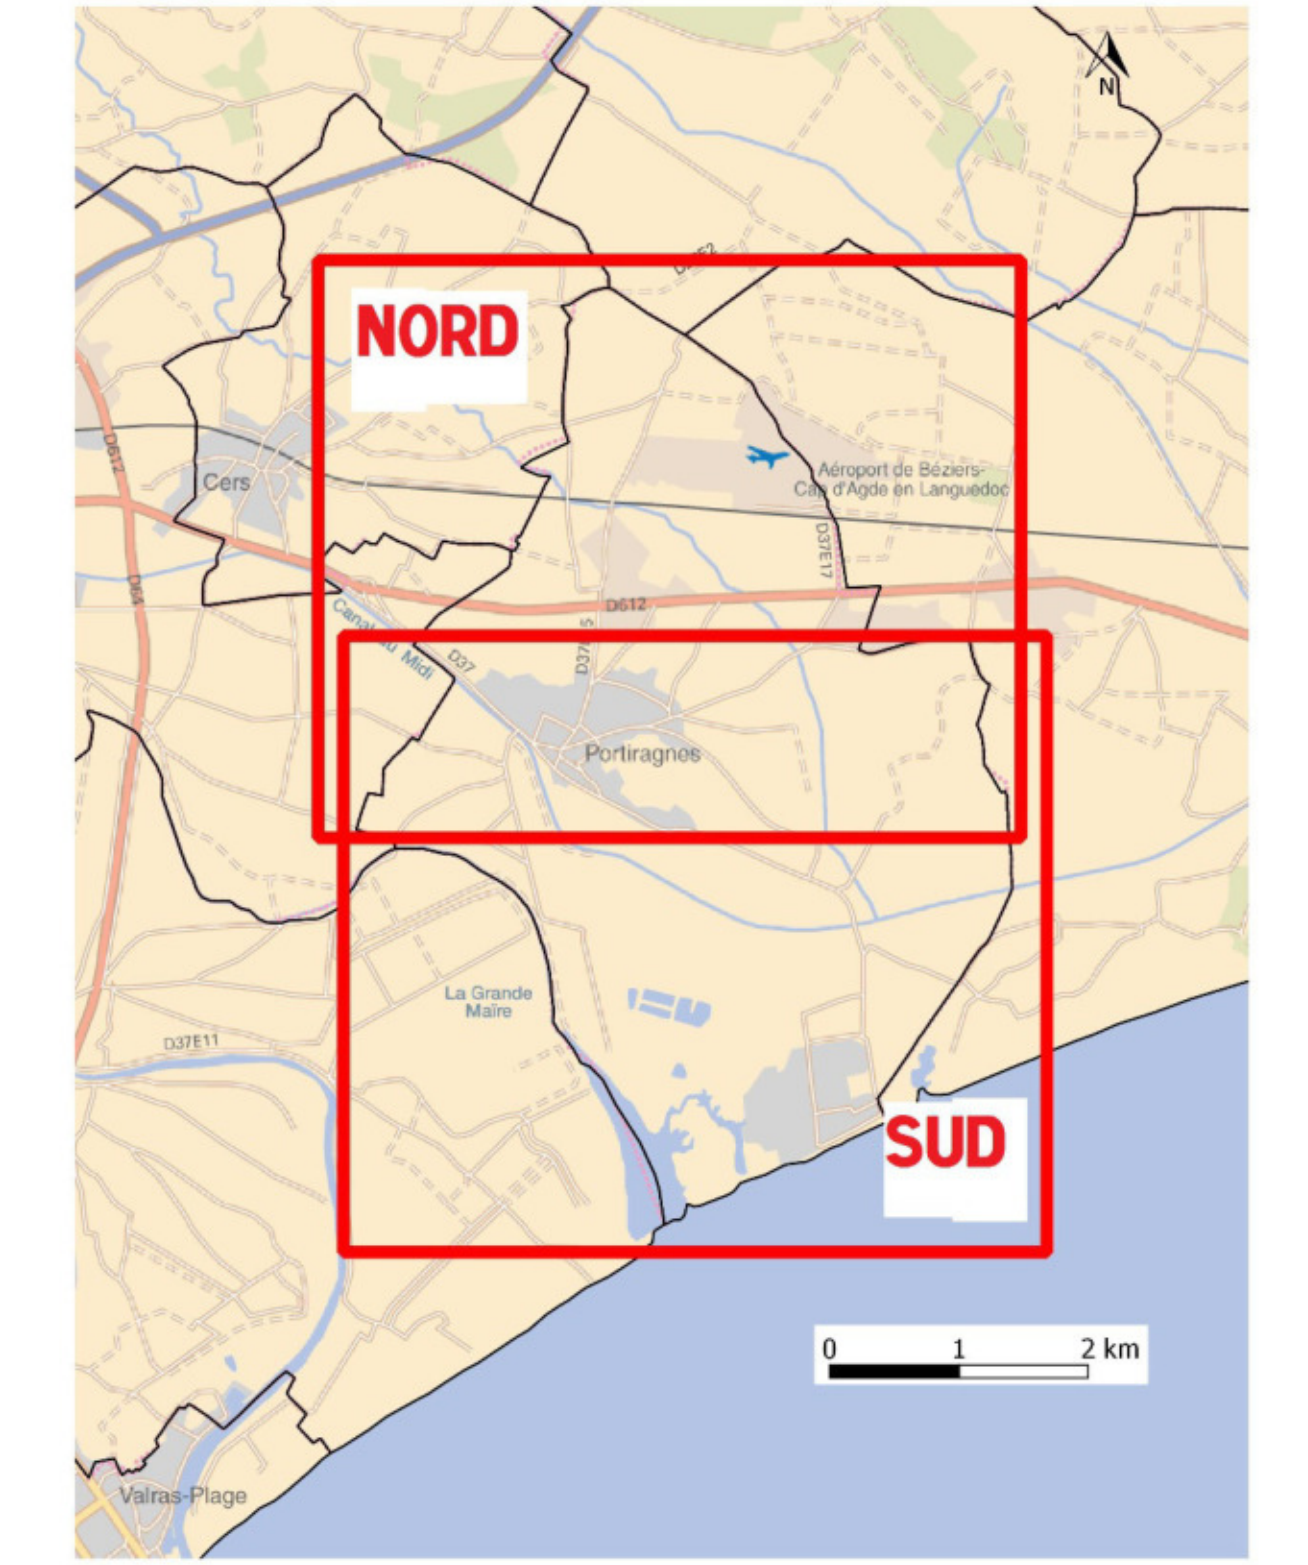 N
NORD
D612
Cers
Aéroport de Béziers-
Cap d'Agde en Languedoc
D37E17
D64
D612
Canal du Midi
D37
Portiragnes
La Grande
Maïre
D37E11
SUD
0 1 2 km
Valras-Plage